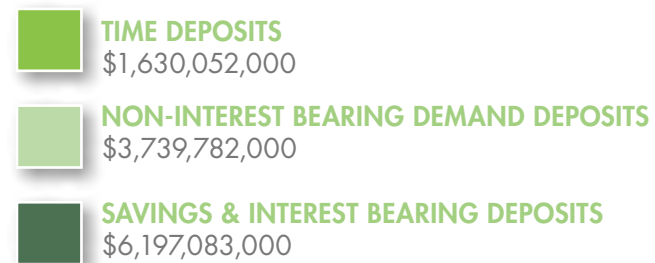 TIME DEPOSITS
$1,630,052,000
NON-INTEREST BEARING DEMAND DEPOSITS
$3,739,782,000
SAVINGS & INTEREST BEARING DEPOSITS
$6,197,083,000